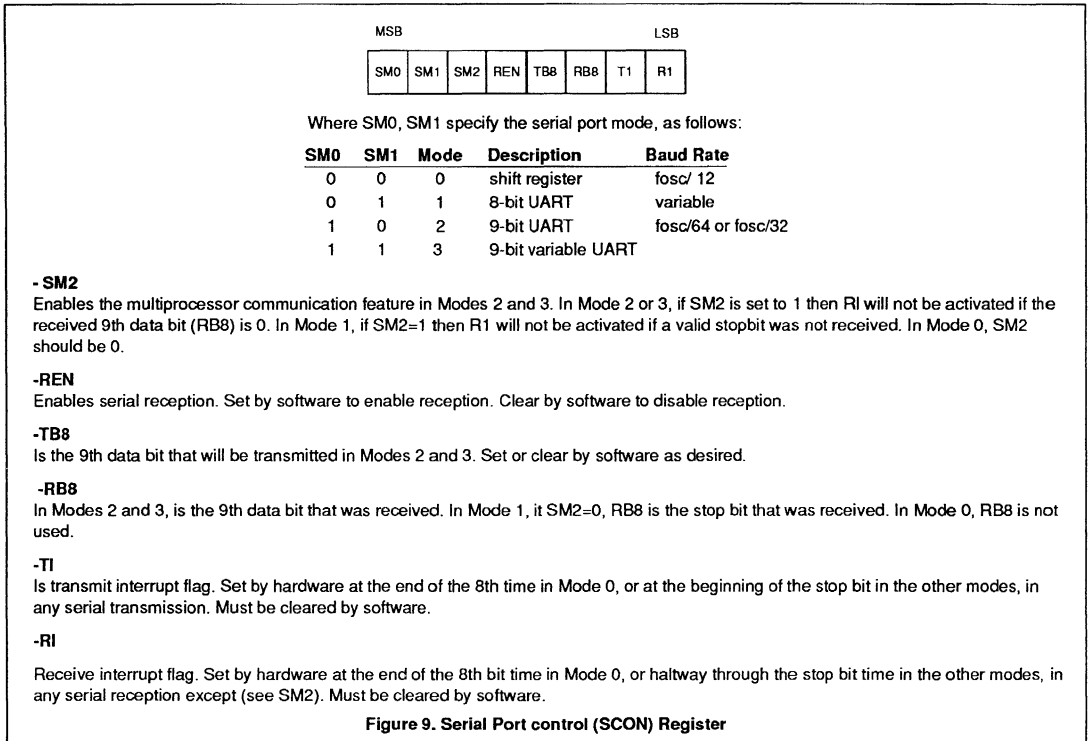 MSB LSB
SM0 SM1 SM2 REN TB8 RB8 T1 R1
Where SM0, SM1 specify the serial port mode, as follows:
SM0 SM1 Mode Description Baud Rate
0 0 0 shift register fosc/ 12
0 1 1 8-bit UART variable
1 0 2 9-bit UART fosc/64 or fosc/32
1 1 3 9-bit variable UART
- SM2
Enables the multiprocessor communication feature in Modes 2 and 3. In Mode 2 or 3, if SM2 is set to 1 then RI will not be activated if the
received 9th data bit (RB8) is 0. In Mode 1, if SM2=1 then R1 will not be activated if a valid stopbit was not received. In Mode 0, SM2
should be 0.
-REN
Enables serial reception. Set by software to enable reception. Clear by software to disable reception.
-TB8
Is the 9th data bit that will be transmitted in Modes 2 and 3. Set or clear by software as desired.
-RB8
In Modes 2 and 3, is the 9th data bit that was received. In Mode 1, it SM2=0, RB8 is the stop bit that was received. In Mode 0, RB8 is not
used.
-TI
Is transmit interrupt flag. Set by hardware at the end of the 8th time in Mode 0, or at the beginning of the stop bit in the other modes, in
any serial transmission. Must be cleared by software.
-RI
Receive interrupt flag. Set by hardware at the end of the 8th bit time in Mode 0, or haltway through the stop bit time in the other modes, in
any serial reception except (see SM2). Must be cleared by software.
Figure 9. Serial Port control (SCON) Register